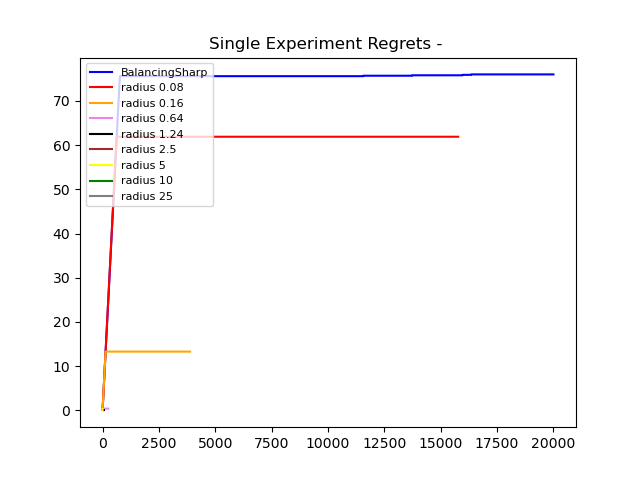 Single Experiment Regrets -
BalancingSharp
radius 0.08
radius 0.16
radius 0.64
radius 1.24
radius 2.5
radius 5
radius 10
radius 25
70
60
50
40
30
20
10
0
0 2500 5000 7500 10000 12500 15000 17500 20000